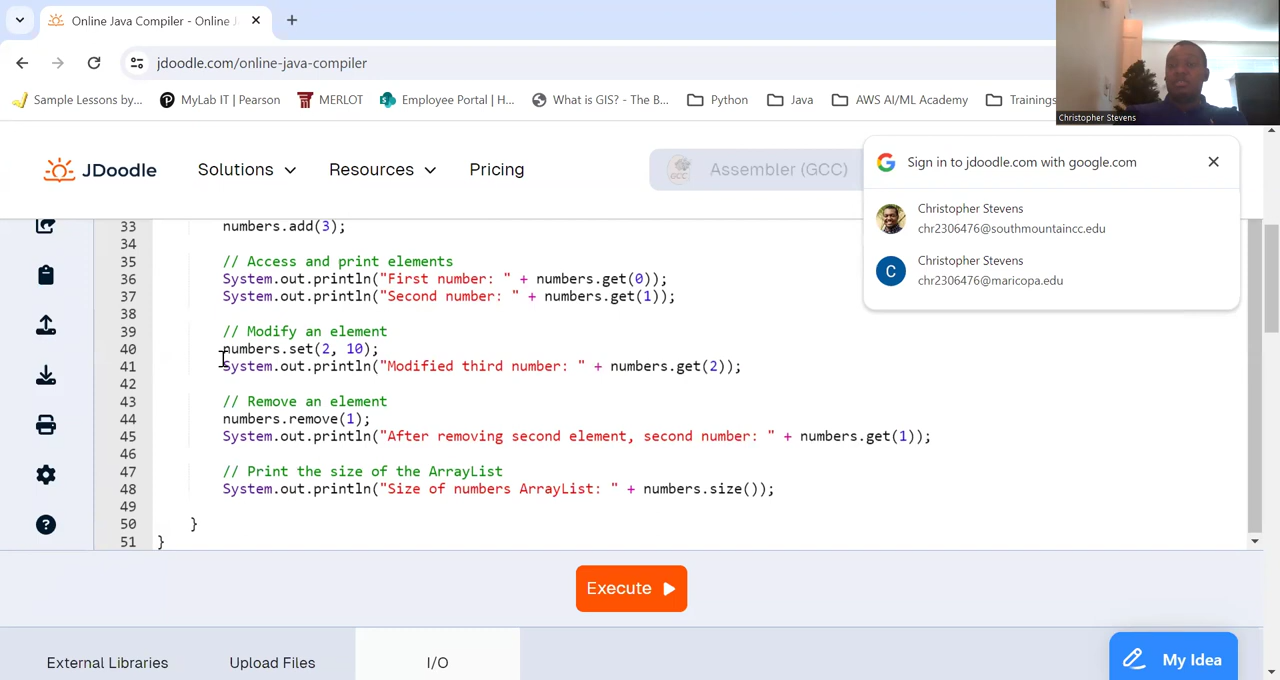 Online Java Compiler - Online J
jdoodle.com/online-java-compiler
Sample Lessons by...
MyLab IT | Pearson
MERLOT
Employee Portal | H...
What is GIS? - The B...
Python
Java
AWS AI/ML Academy
Trainings
Christopher Stevens
JDoodle
Solutions
Resources
Pricing
GCC
Assembler (GCC)
Sign in to jdoodle.com with google.com
Christopher Stevens
chr2306476@southmountaincc.edu
C
Christopher Stevens
chr2306476@maricopa.edu
33 numbers.add(3);
34
35 // Access and print elements
36 System.out.println("First number: " + numbers.get(0));
37 System.out.println("Second number: " + numbers.get(1));
38
39 // Modify an element
40 numbers.set(2, 10);
41 System.out.println("Modified third number: " + numbers.get(2));
42
43 // Remove an element
44 numbers.remove(1);
45 System.out.println("After removing second element, second number: " + numbers.get(1));
46
47 // Print the size of the ArrayList
48 System.out.println("Size of numbers ArrayList: " + numbers.size());
49
50 }
51 }
Execute
External Libraries
Upload Files
I/O
My Idea